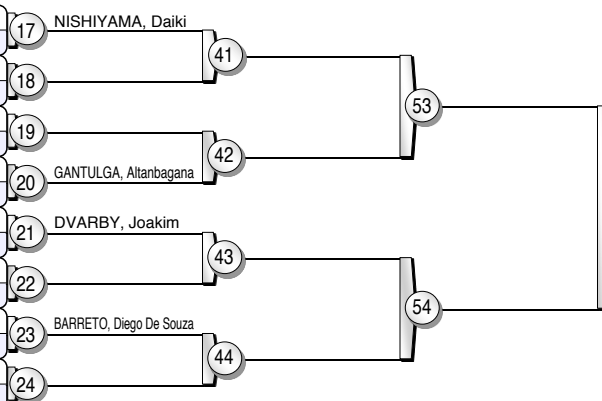 17 NISHIYAMA, Daiki
41
18
53
19
42
20 GANTULGA, Altanbagana
21 DVARBY, Joakim
43
22
54
23 BARRETO, Diego De Souza
44
24